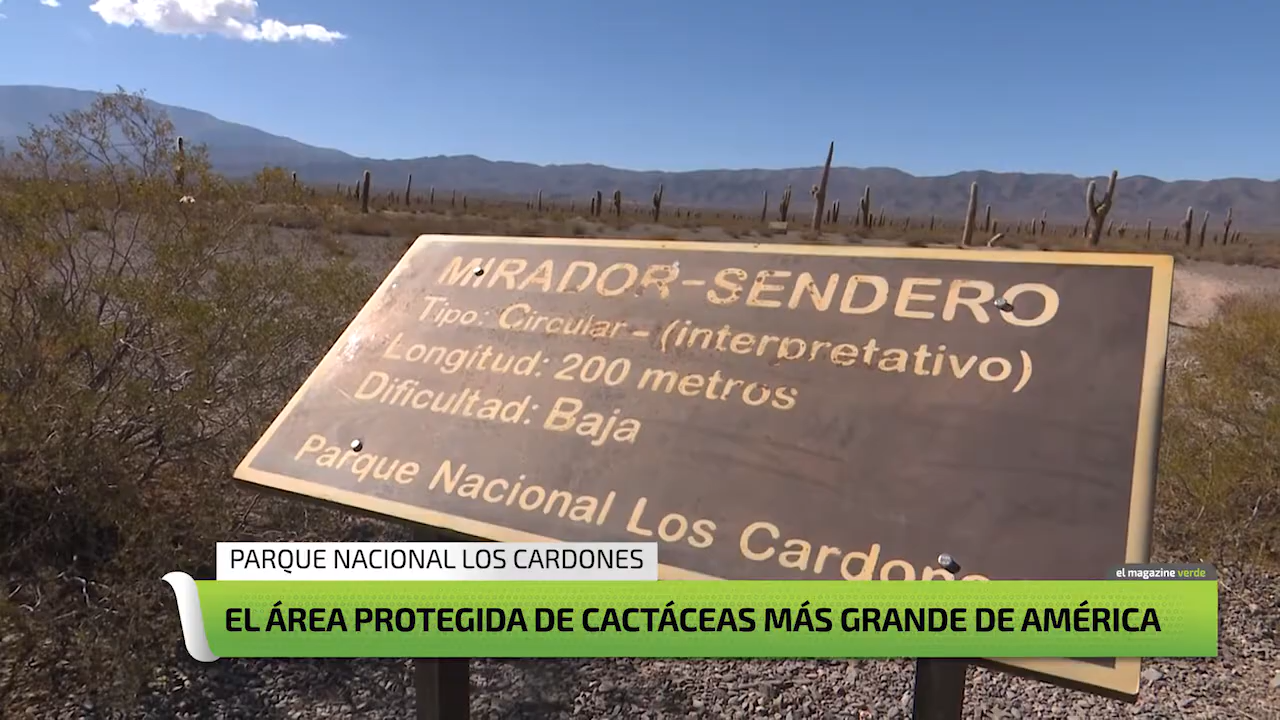 MIRADOR-SENDERO
Tipo: Circular - (interpretativo)
Longitud: 200 metros
Dificultad: Baja
Parque Nacional Los Cardones
PARQUE NACIONAL LOS CARDONES
el magazine verde
EL ÁREA PROTEGIDA DE CACTÁCEAS MÁS GRANDE DE AMÉRICA